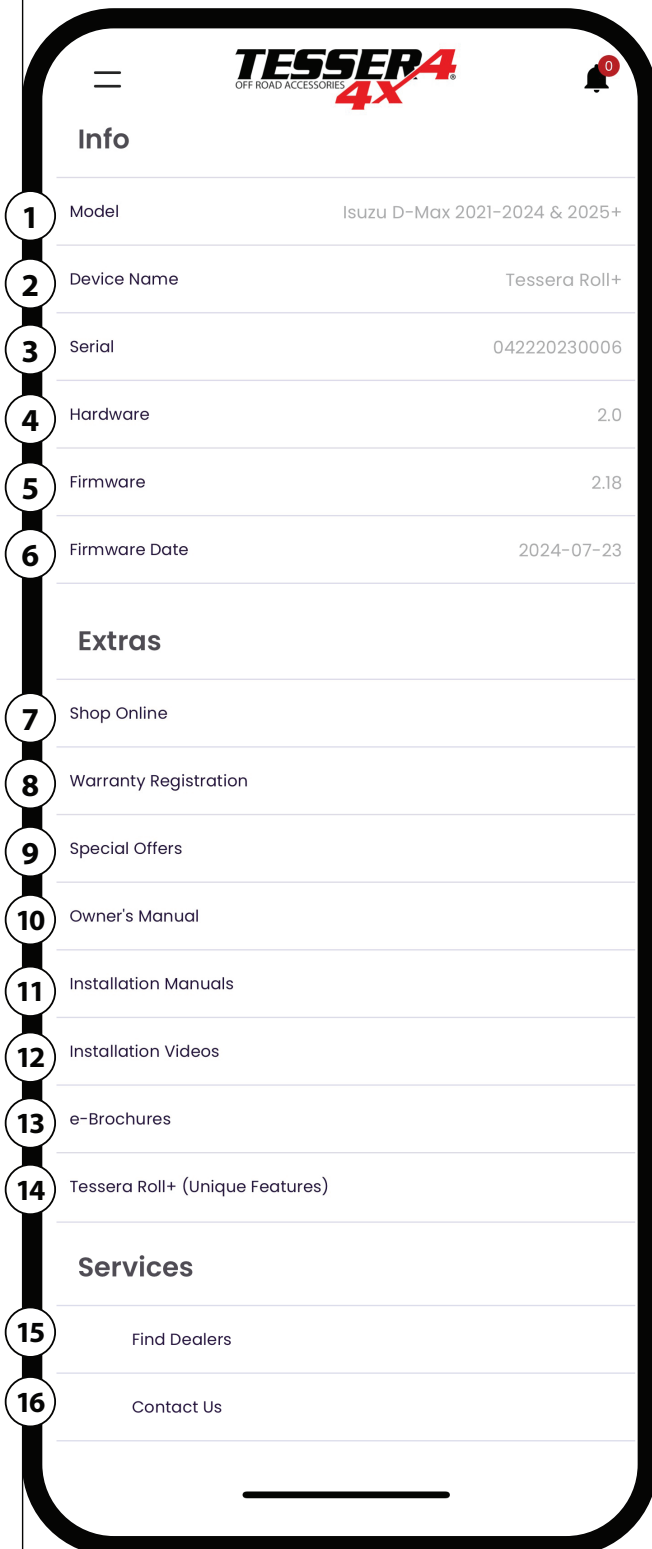 TESSER4
OFF ROAD ACCESSORIES
4X
®
0
Info
1 Model Isuzu D-Max 2021-2024 & 2025+
2 Device Name Tessera Roll+
3 Serial 042220230006
4 Hardware 2.0
5 Firmware 2.18
6 Firmware Date 2024-07-23
Extras
7 Shop Online
8 Warranty Registration
9 Special Offers
10 Owner's Manual
11 Installation Manuals
12 Installation Videos
13 e-Brochures
14 Tessera Roll+ (Unique Features)
Services
15 Find Dealers
16 Contact Us